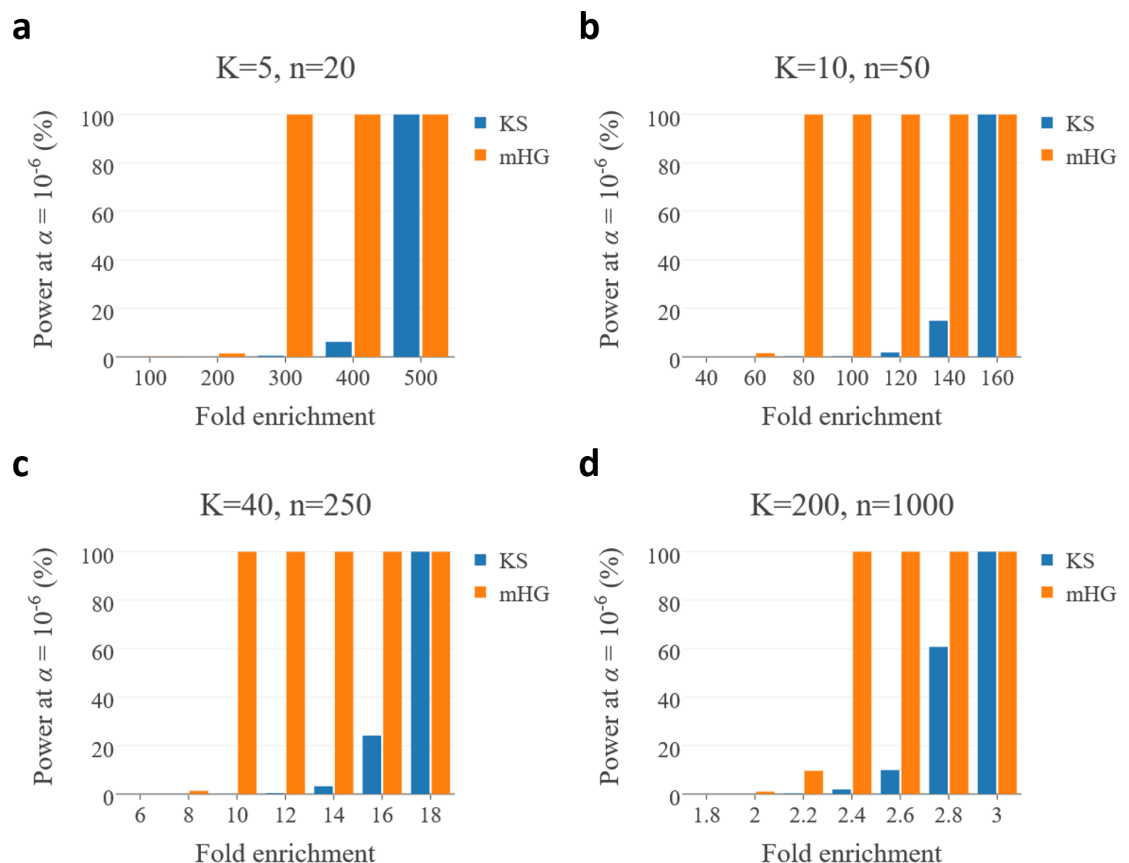 a
K=5, n=20
Power at α = 10⁻⁶ (%)
100
80
60
40
20
0
100 200 300 400 500
Fold enrichment
KS
mHG
b
K=10, n=50
Power at α = 10⁻⁶ (%)
100
80
60
40
20
0
40 60 80 100 120 140 160
Fold enrichment
KS
mHG
c
K=40, n=250
Power at α = 10⁻⁶ (%)
100
80
60
40
20
0
6 8 10 12 14 16 18
Fold enrichment
KS
mHG
d
K=200, n=1000
Power at α = 10⁻⁶ (%)
100
80
60
40
20
0
1.8 2 2.2 2.4 2.6 2.8 3
Fold enrichment
KS
mHG